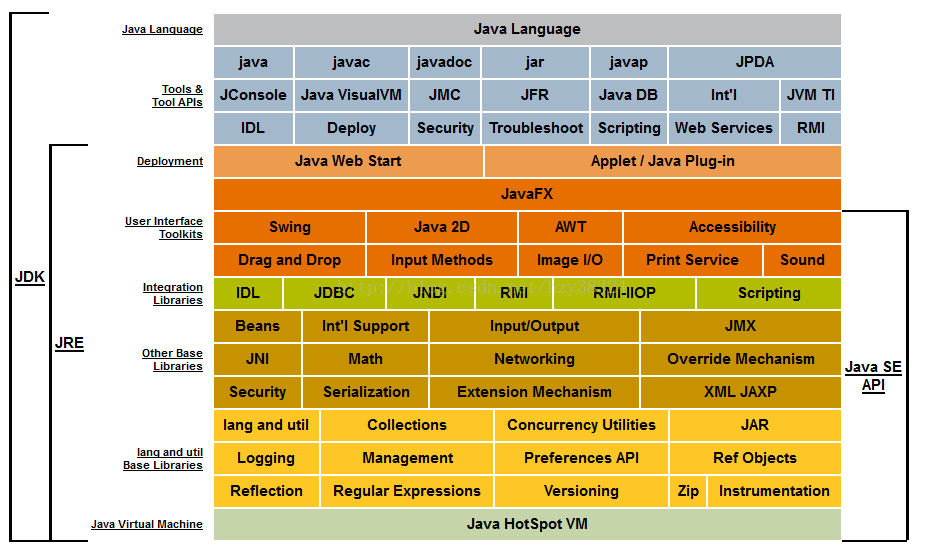 Java Language Java Language
java javac javadoc jar javap JPDA
Tools &
Tool APIs
JConsole Java VisualVM JMC JFR Java DB Int'l JVM TI
IDL Deploy Security Troubleshoot Scripting Web Services RMI
Deployment Java Web Start Applet / Java Plug-in
JavaFX
User Interface
Toolkits
Swing Java 2D AWT Accessibility
Drag and Drop Input Methods Image I/O Print Service Sound
JDK
Integration
Libraries
IDL JDBC JNDI RMI RMI-IIOP Scripting
Beans Int'l Support Input/Output JMX
JRE
Other Base
Libraries
JNI Math Networking Override Mechanism
Java SE
API
Security Serialization Extension Mechanism XML JAXP
lang and util Collections Concurrency Utilities JAR
lang and util
Base Libraries
Logging Management Preferences API Ref Objects
Reflection Regular Expressions Versioning Zip Instrumentation
Java Virtual Machine Java HotSpot VM